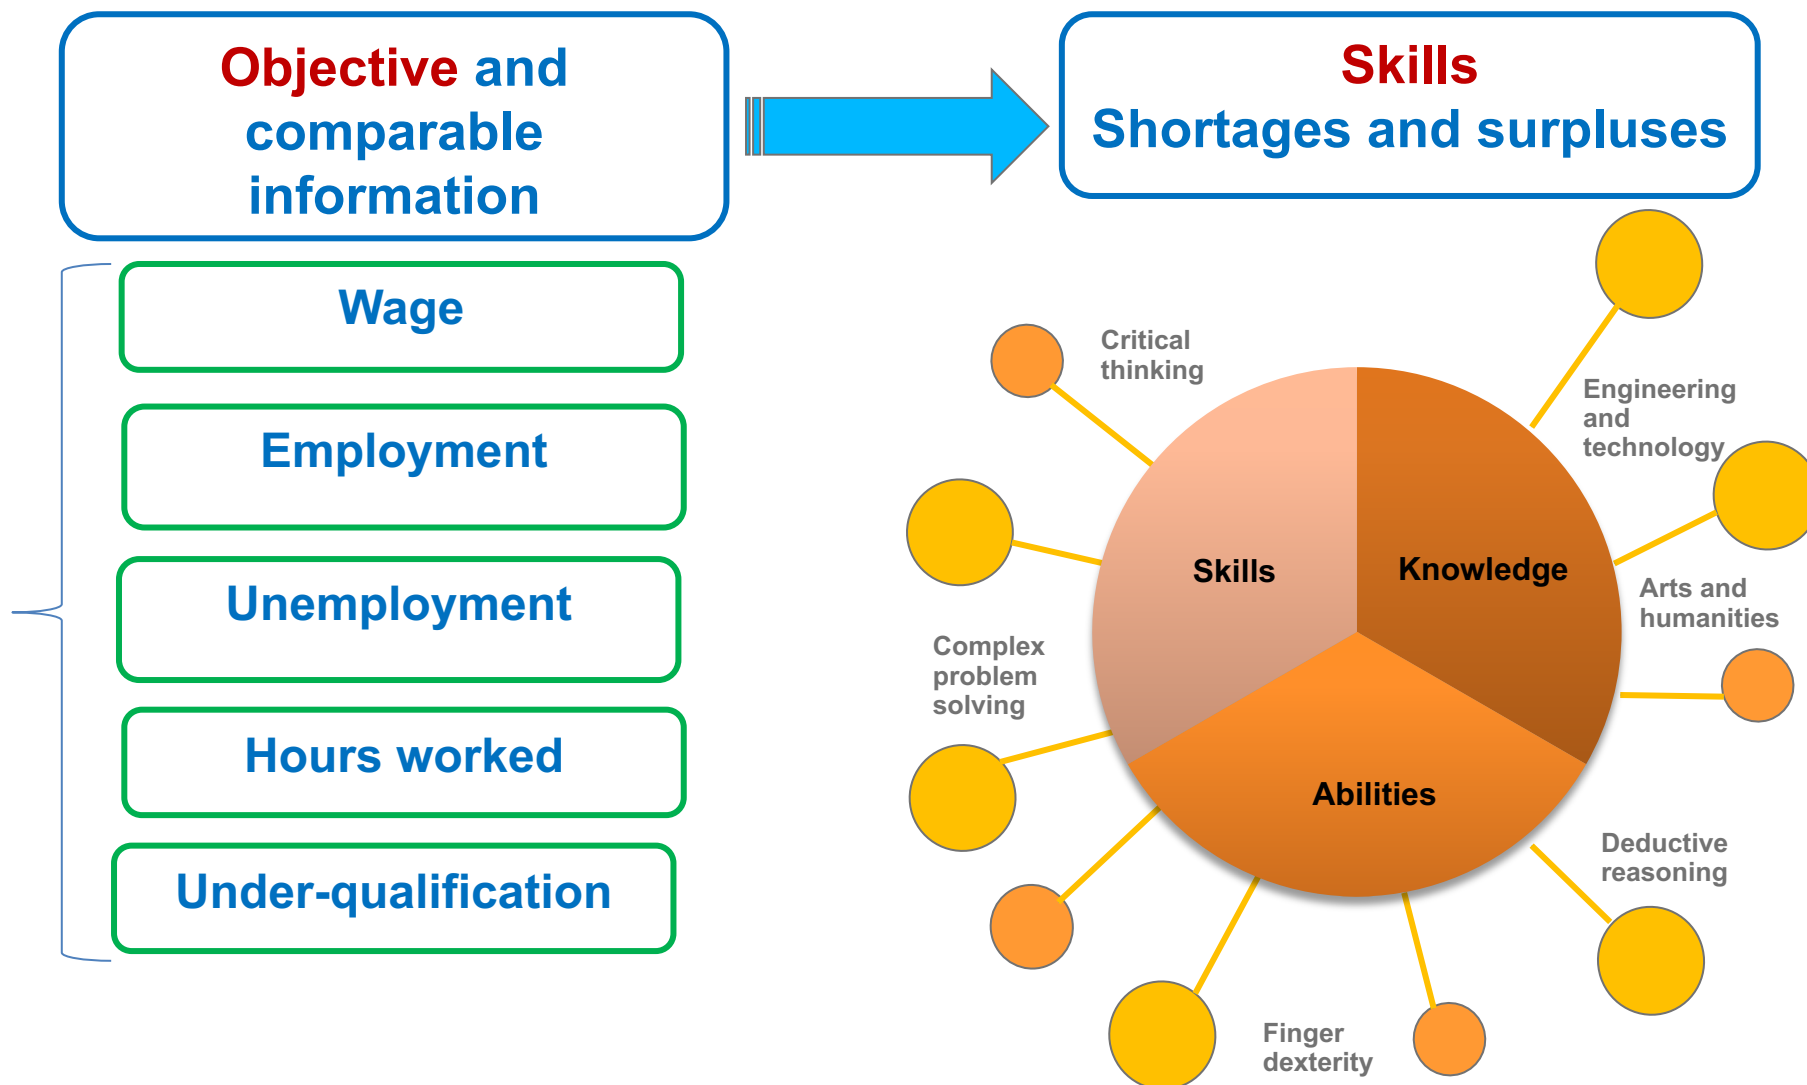 Objective and
comparable
information
Skills
Shortages and surpluses
Wage
Employment
Unemployment
Hours worked
Under-qualification
Critical
thinking
Engineering
and
technology
Skills
Knowledge
Arts and
humanities
Complex
problem
solving
Abilities
Deductive
reasoning
Finger
dexterity